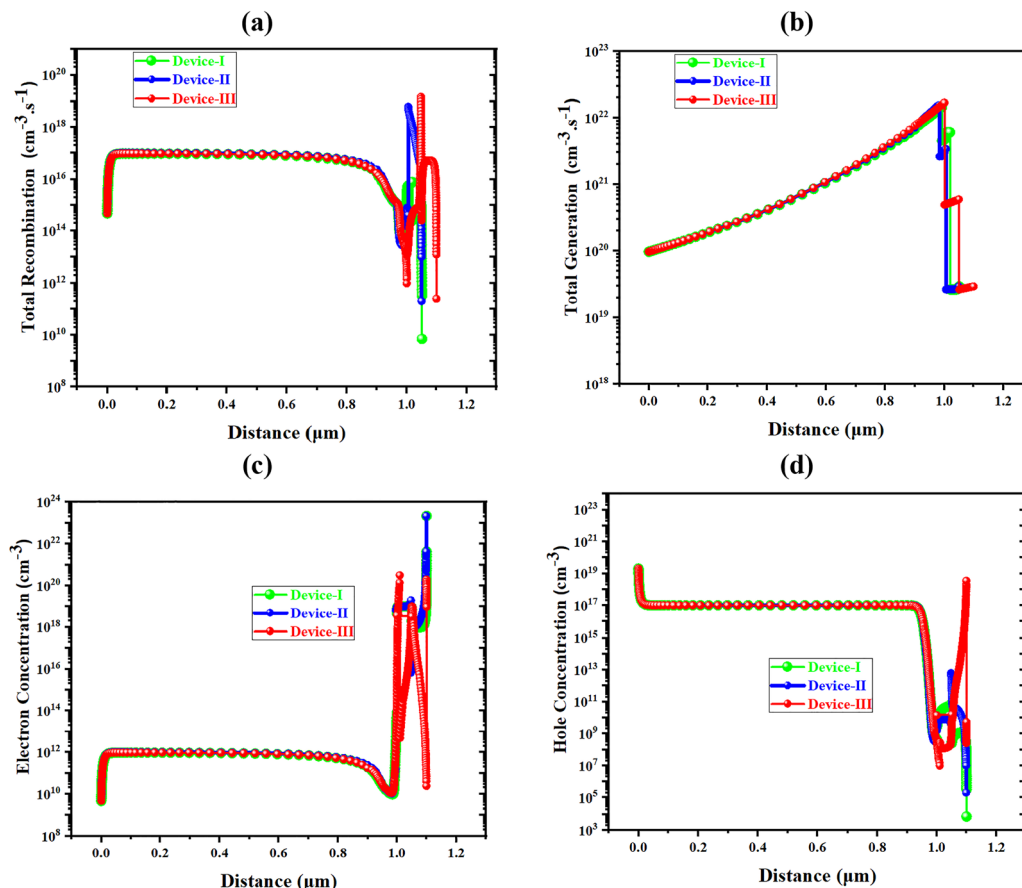 (a)
Total Recombination (cm⁻³.s⁻¹)
10²⁰
10¹⁸
10¹⁶
10¹⁴
10¹²
10¹⁰
10⁸
Device-I
Device-II
Device-III
0.0 0.2 0.4 0.6 0.8 1.0 1.2
Distance (µm)
(b)
Total Generation (cm⁻³.s⁻¹)
10²³
10²²
10²¹
10²⁰
10¹⁹
10¹⁸
Device-I
Device-II
Device-III
0.0 0.2 0.4 0.6 0.8 1.0 1.2
Distance (µm)
(c)
Electron Concentration (cm⁻³)
10²⁴
10²²
10²⁰
10¹⁸
10¹⁶
10¹⁴
10¹²
10¹⁰
10⁸
Device-I
Device-II
Device-III
0.0 0.2 0.4 0.6 0.8 1.0 1.2
Distance (µm)
(d)
Hole Concentration (cm⁻³)
10²³
10²¹
10¹⁹
10¹⁷
10¹⁵
10¹³
10¹¹
10⁹
10⁷
10⁵
10³
Device-I
Device-II
Device-III
0.0 0.2 0.4 0.6 0.8 1.0 1.2
Distance (µm)